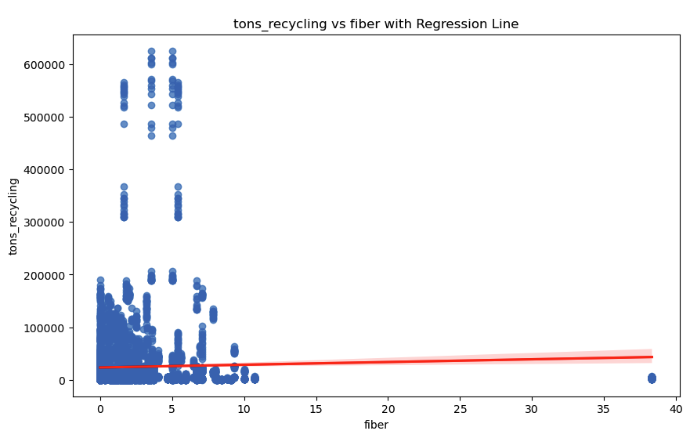 tons_recycling vs fiber with Regression Line
600000
500000
400000
300000
200000
100000
0
tons_recycling
0 5 10 15 20 25 30 35 40
fiber